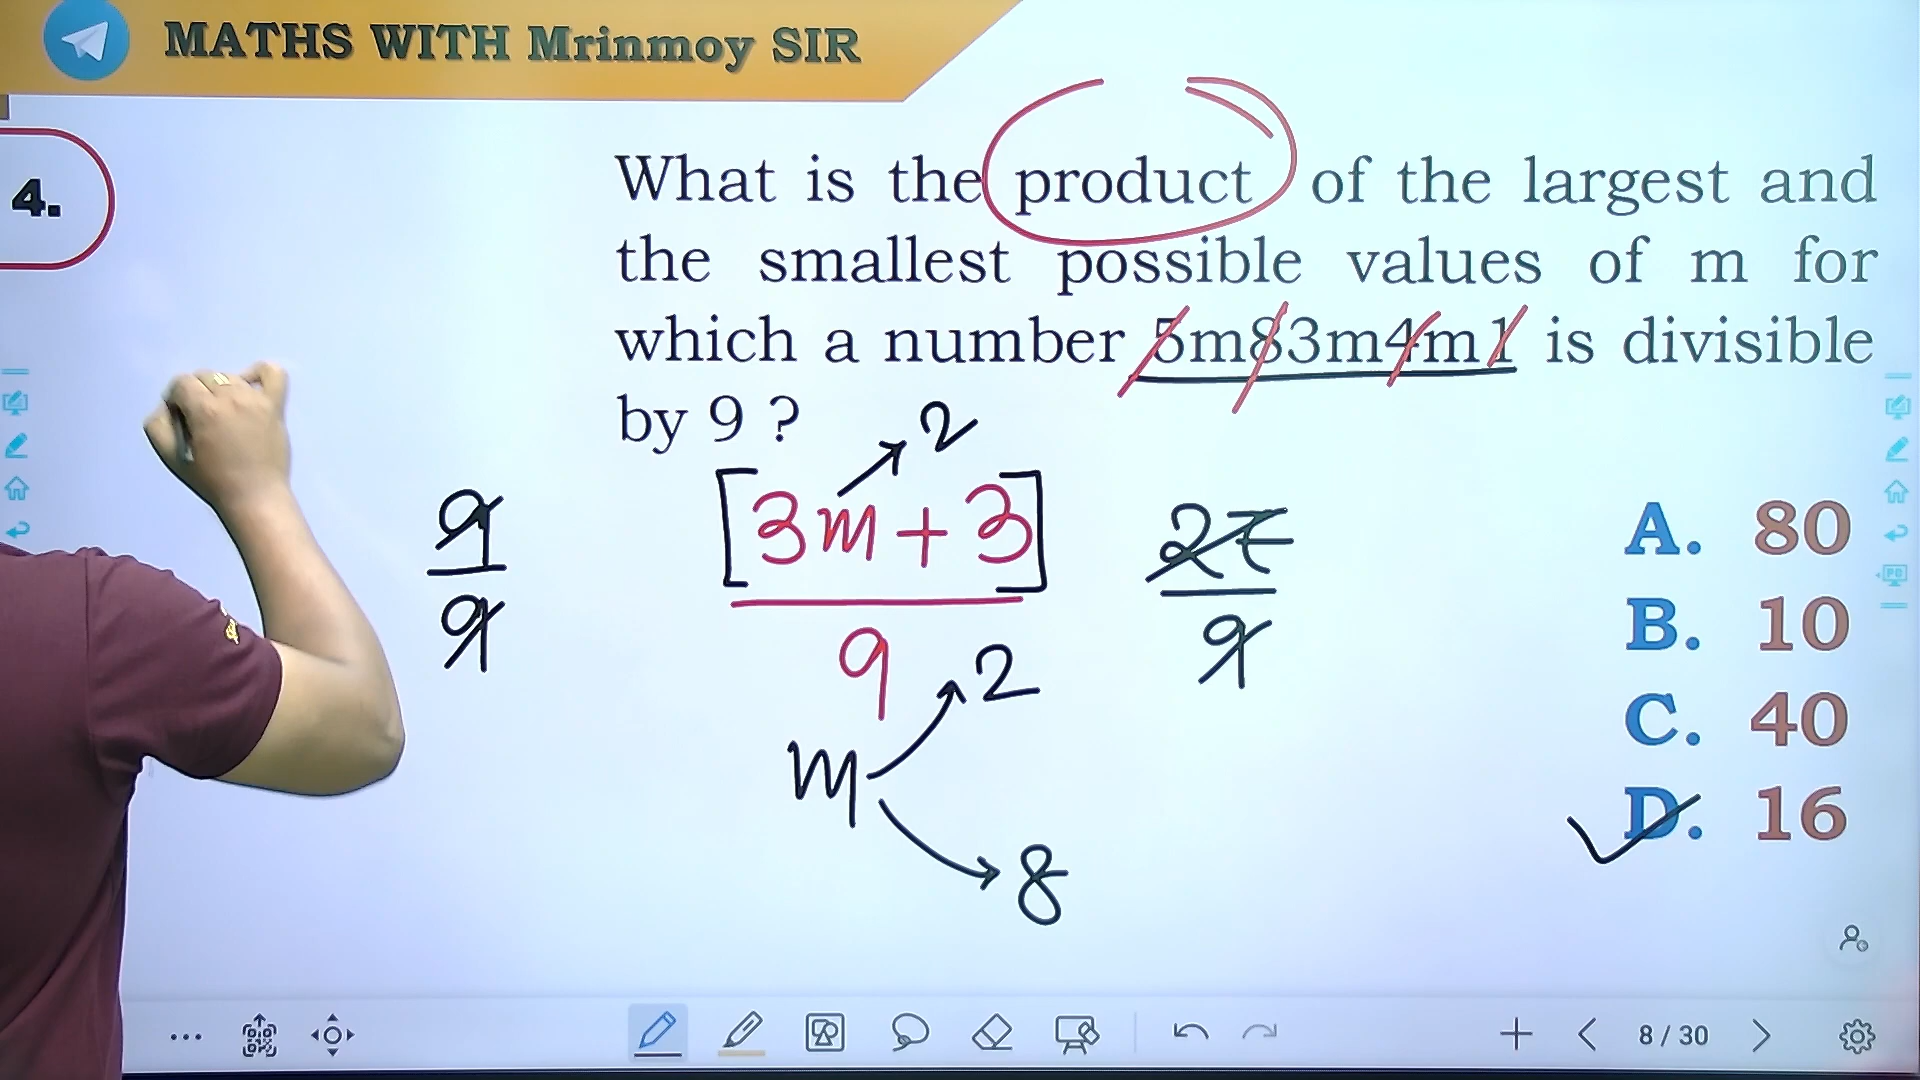 MATHS WITH Mrinmoy SIR
4.
What is the product of the largest and
the smallest possible values of m for
which a number 5m83m4m1 is divisible
by 9 ?
2
[3m+3]
9
9
9
27
9
m
2
8
A. 80
B. 10
C. 40
D. 16
8 / 30